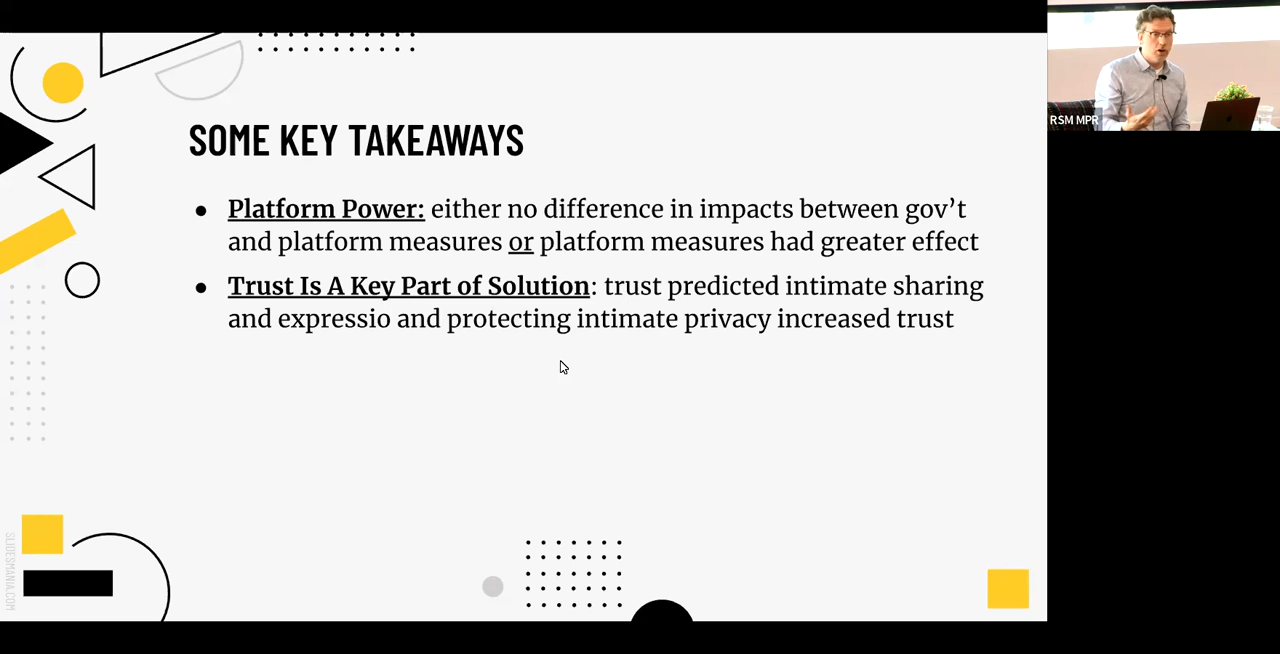 SOME KEY TAKEAWAYS
● Platform Power: either no difference in impacts between gov’t
and platform measures or platform measures had greater effect
● Trust Is A Key Part of Solution: trust predicted intimate sharing
and expressio and protecting intimate privacy increased trust
SLIDESMANIA.COM
RSM MPR